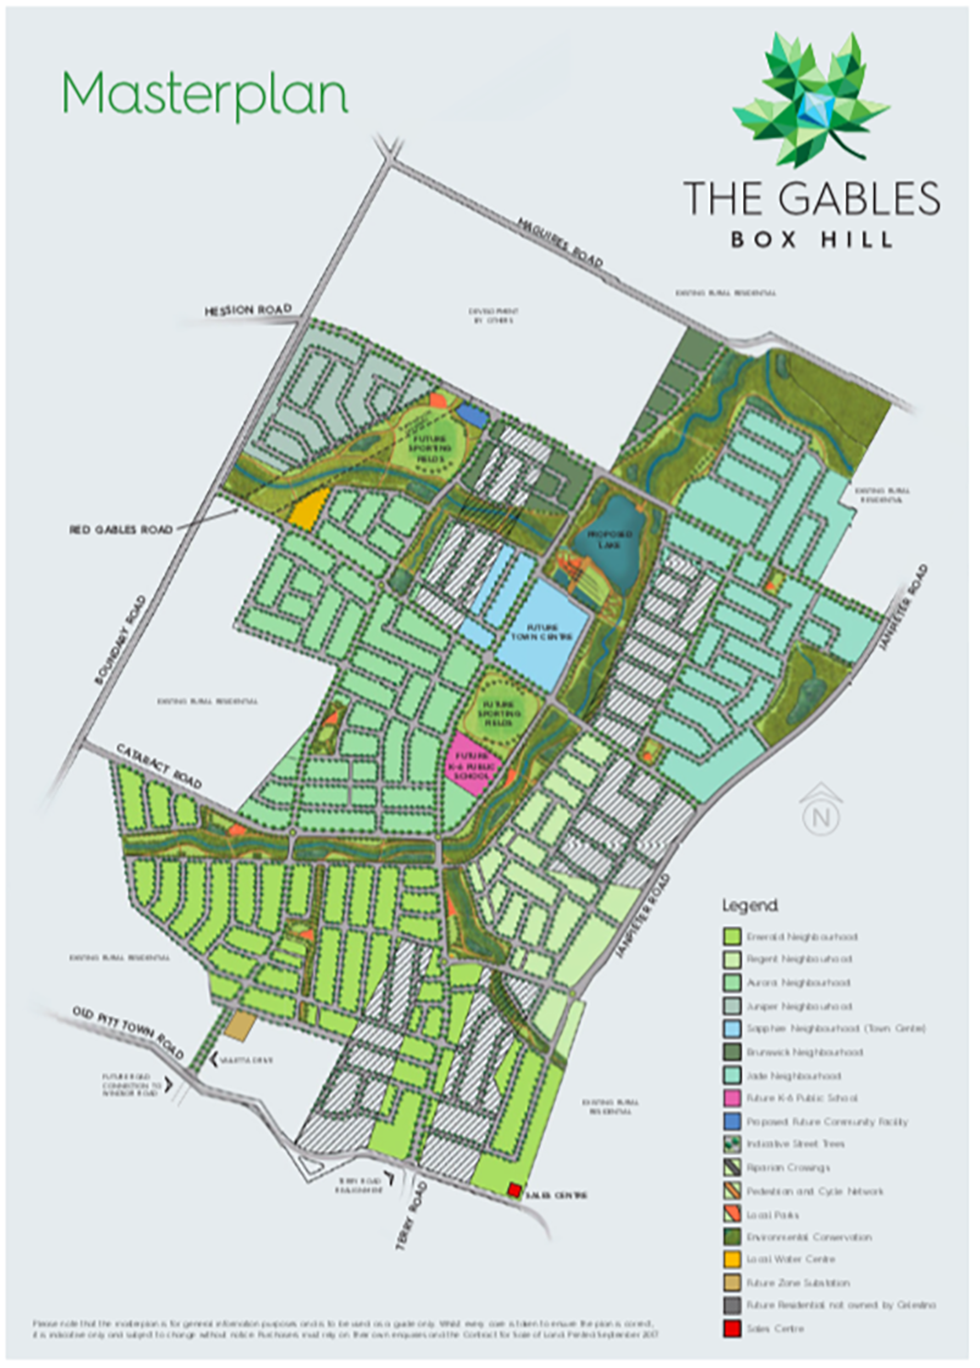 Masterplan
THE GABLES
BOX HILL
MAGUIRES ROAD
EXISTING RURAL RESIDENTIAL
HESSION ROAD
DEVELOPMENT
BY OTHERS
FUTURE
SPORTING
FIELDS
EXISTING RURAL
RESIDENTIAL
RED GABLES ROAD
PROPOSED
LAKE
JANPIETER ROAD
BOUNDARY ROAD
FUTURE
TOWN CENTRE
EXISTING RURAL RESIDENTIAL
FUTURE
SPORTING
FIELDS
CATARACT ROAD
FUTURE
K-6 PUBLIC
SCHOOL
N
JANPIETER ROAD
EXISTING RURAL RESIDENTIAL
OLD PITT TOWN ROAD
VALLETTA DRIVE
FUTURE ROAD
CONNECTION TO
WINDSOR ROAD
EXISTING RURAL
RESIDENTIAL
TERRY ROAD
REALIGNMENT
SALES CENTRE
TERRY ROAD
Legend
Emerald Neighbourhood
Regent Neighbourhood
Aurora Neighbourhood
Juniper Neighbourhood
Sapphire Neighbourhood (Town Centre)
Brunswick Neighbourhood
Jade Neighbourhood
Future K-6 Public School
Proposed Future Community Facility
Indicative Street Trees
Riparian Crossings
Pedestrian and Cycle Network
Local Parks
Environmental Conservation
Local Water Centre
Future Zone Substation
Future Residential not owned by Celestino
Sales Centre
Please note that the masterplan is for general information purposes and is to be used as a guide only. Whilst every care is taken to ensure the plan is correct,
it is indicative only and subject to change without notice. Purchasers must rely on their own enquiries and the Contract for Sale of Land. Printed September 2017